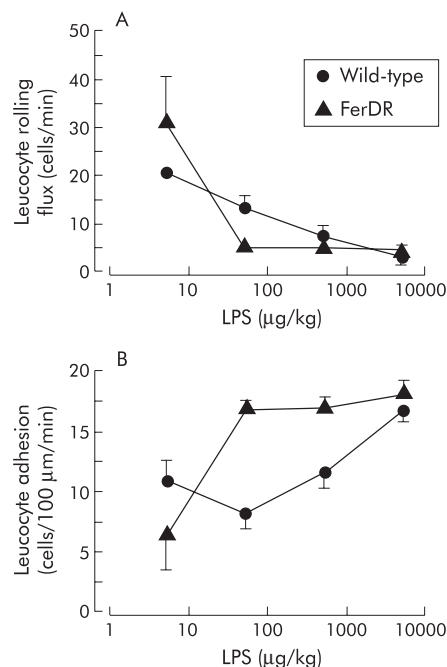 A
50
40
30
20
10
0
Leucocyte rolling
flux (cells/min)
Wild-type
FerDR
1
10
100
1000
10000
LPS (µg/kg)
B
20
15
10
5
0
Leucocyte adhesion
(cells/100 µm/min)
1
10
100
1000
10000
LPS (µg/kg)